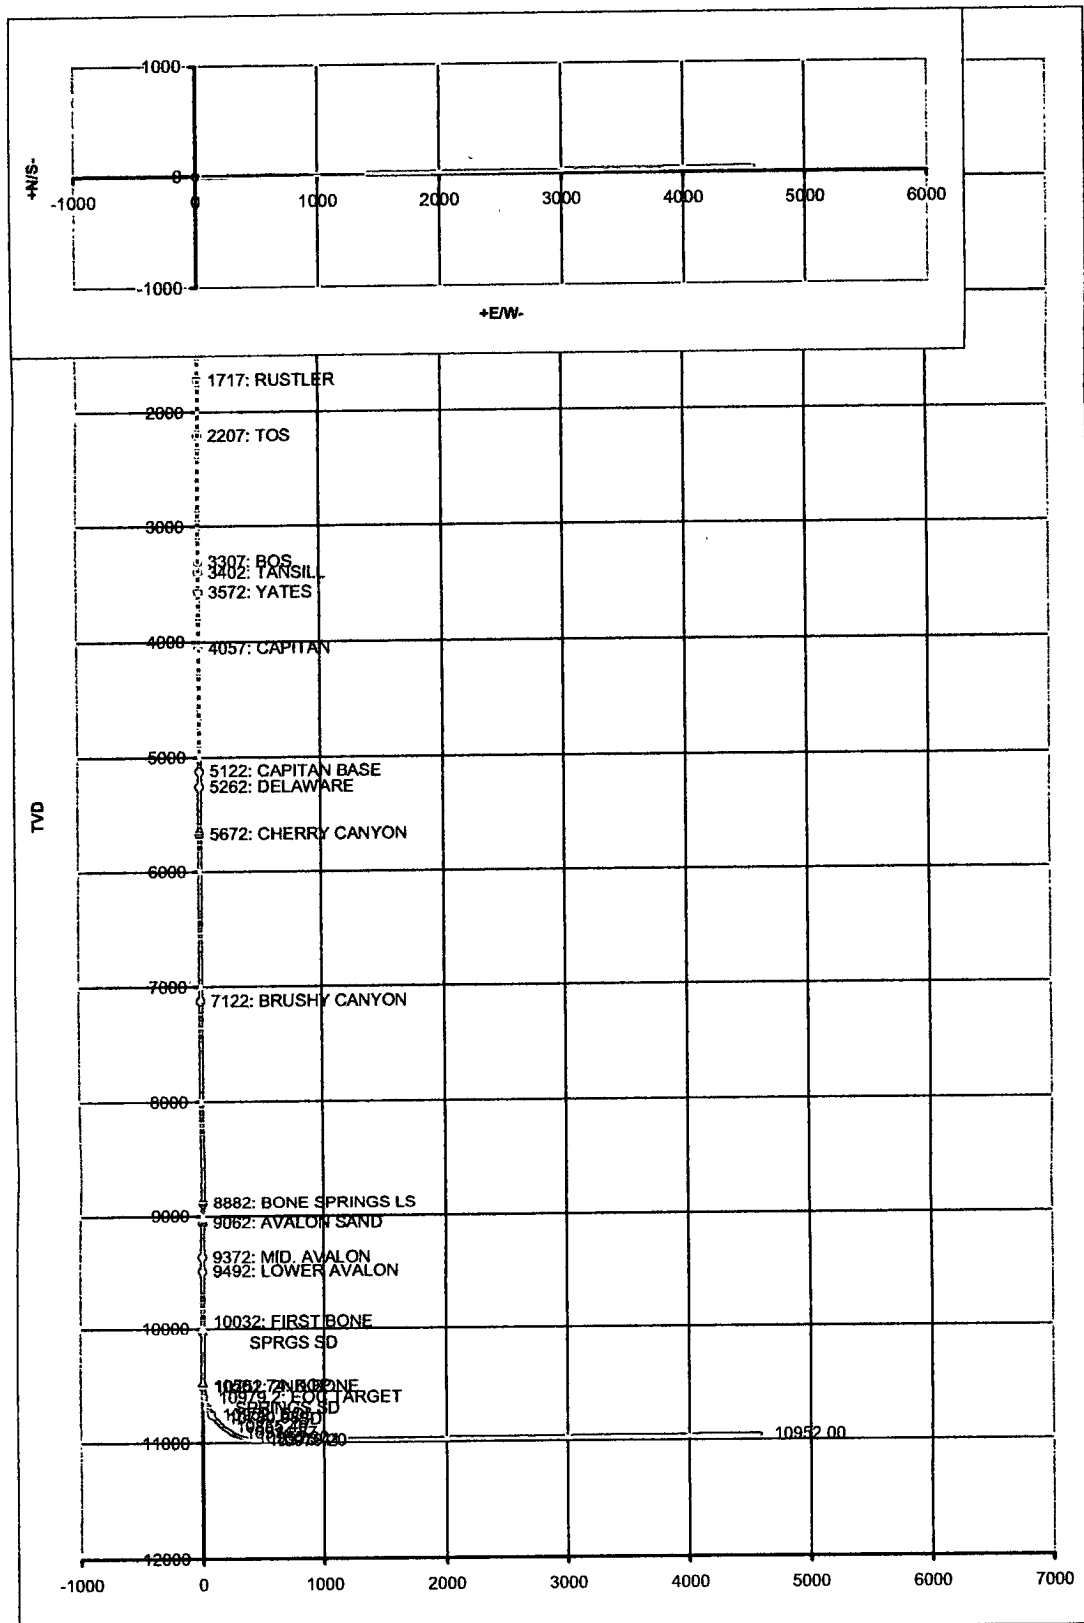 1000
+N/S-
0
-1000
0
1000
2000
3000
4000
5000
6000
-1000
+E/W-
1717: RUSTLER
2000
2207: TOS
3000
3307: BOS
3402: TANSILL
3572: YATES
4000
4057: CAPITAN
5000
5122: CAPITAN BASE
5262: DELAWARE
TVD
5672: CHERRY CANYON
6000
7000
7122: BRUSHY CANYON
8000
8882: BONE SPRINGS LS
9000
9062: AVALON SAND
9372: MID. AVALON
9492: LOWER AVALON
10032: FIRST BONE
10000
SPRGS SD
BONE
10979.2: EOC TARGET
SPRINGS SD
11000
10952.00
12000
-1000
0
1000
2000
3000
4000
5000
6000
7000